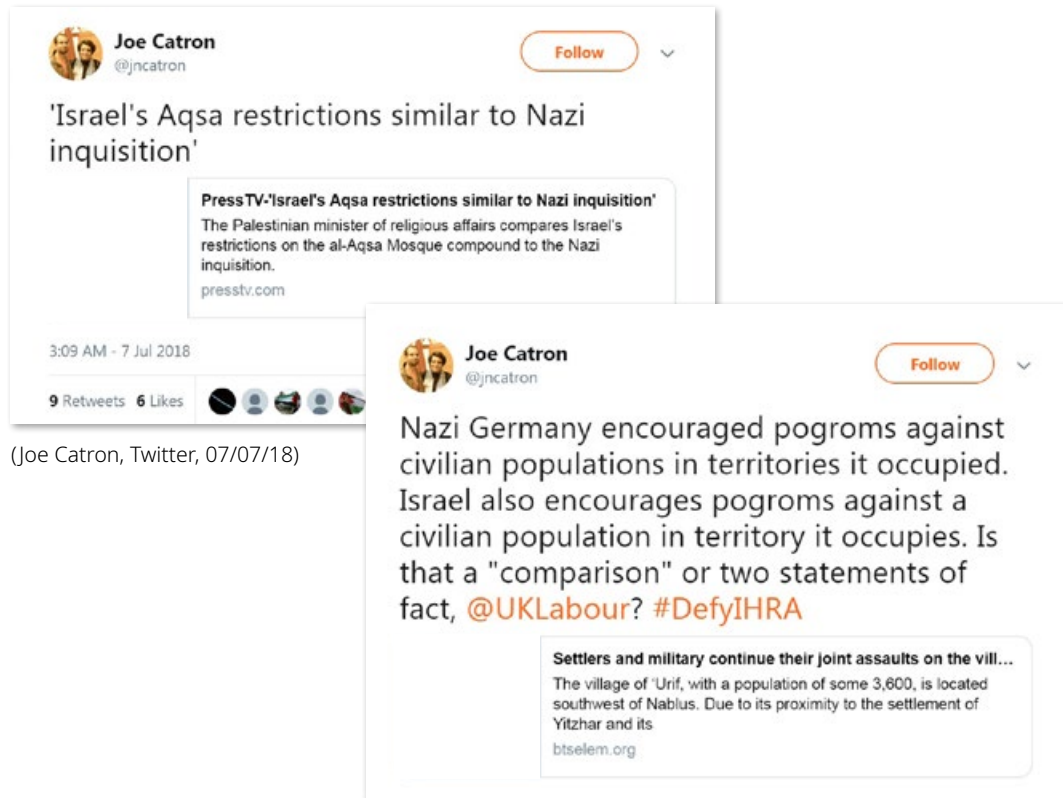 Joe Catron
@jncatron
Follow
'Israel's Aqsa restrictions similar to Nazi
inquisition'
PressTV-'Israel's Aqsa restrictions similar to Nazi inquisition'
The Palestinian minister of religious affairs compares Israel's
restrictions on the al-Aqsa Mosque compound to the Nazi
inquisition.
presstv.com
3:09 AM - 7 Jul 2018
9 Retweets 6 Likes
(Joe Catron, Twitter, 07/07/18)
Joe Catron
@jncatron
Follow
Nazi Germany encouraged pogroms against
civilian populations in territories it occupied.
Israel also encourages pogroms against a
civilian population in territory it occupies. Is
that a "comparison" or two statements of
fact, @UKLabour? #DefyIHRA
Settlers and military continue their joint assaults on the vill...
The village of 'Urif, with a population of some 3,600, is located
southwest of Nablus. Due to its proximity to the settlement of
Yitzhar and its
btselem.org